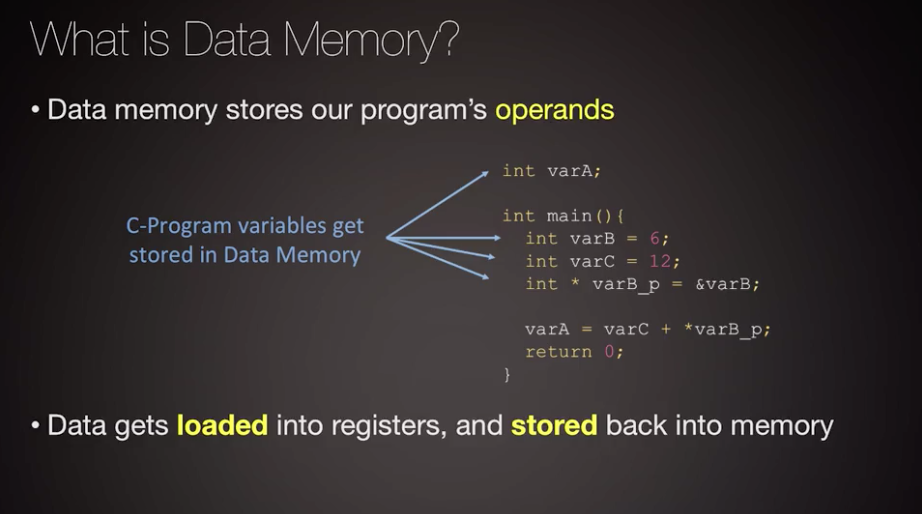 What is Data Memory?
• Data memory stores our program's operands
C-Program variables get
stored in Data Memory
int varA;
int main(){
int varB = 6;
int varC = 12;
int * varB_p = &varB;
varA = varC + *varB_p;
return 0;
}
• Data gets loaded into registers, and stored back into memory